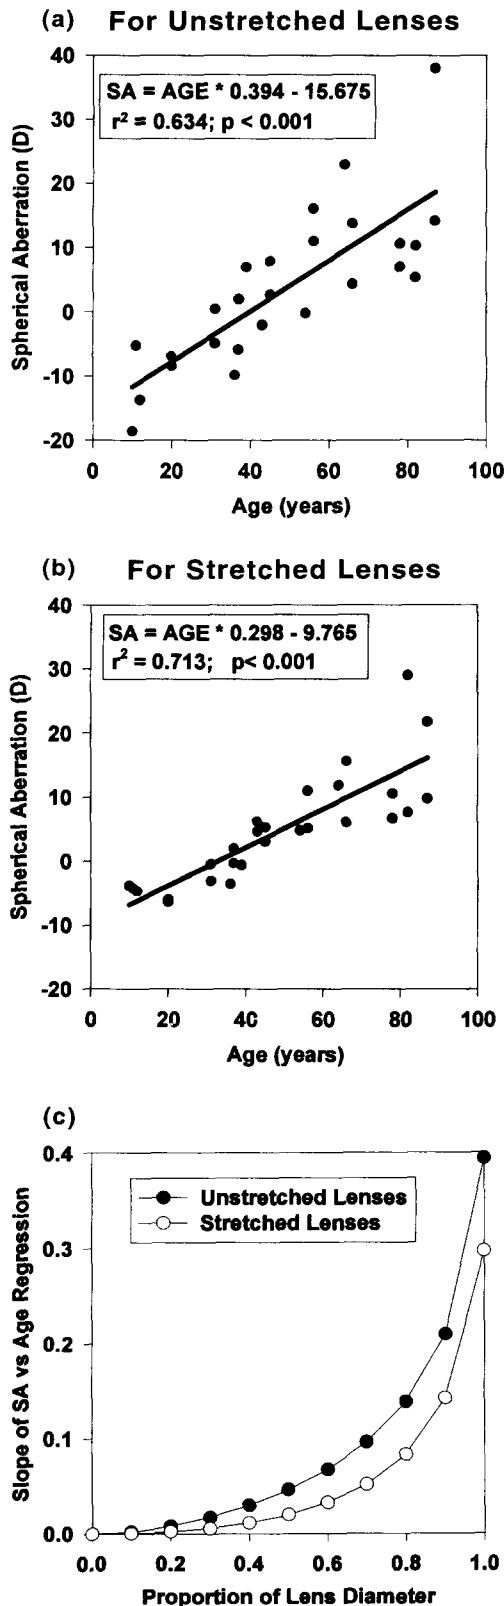 (a) For Unstretched Lenses
SA = AGE * 0.394 - 15.675
r² = 0.634; p < 0.001
Spherical Aberration (D)
40
30
20
10
0
-10
-20
0 20 40 60 80 100
Age (years)
(b) For Stretched Lenses
SA = AGE * 0.298 - 9.765
r² = 0.713; p< 0.001
Spherical Aberration (D)
40
30
20
10
0
-10
-20
0 20 40 60 80 100
Age (years)
(c)
Unstretched Lenses
Stretched Lenses
Slope of SA vs Age Regression
0.4
0.3
0.2
0.1
0.0
0.0 0.2 0.4 0.6 0.8 1.0
Proportion of Lens Diameter